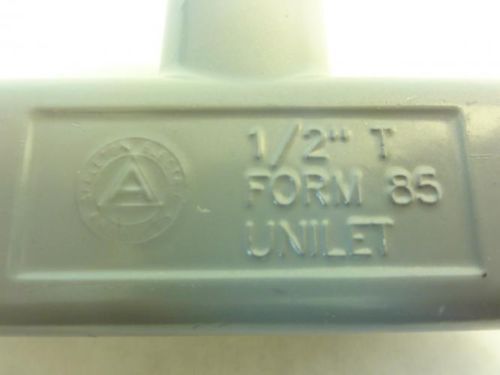 A
1/2" T
FORM 85
UNILET